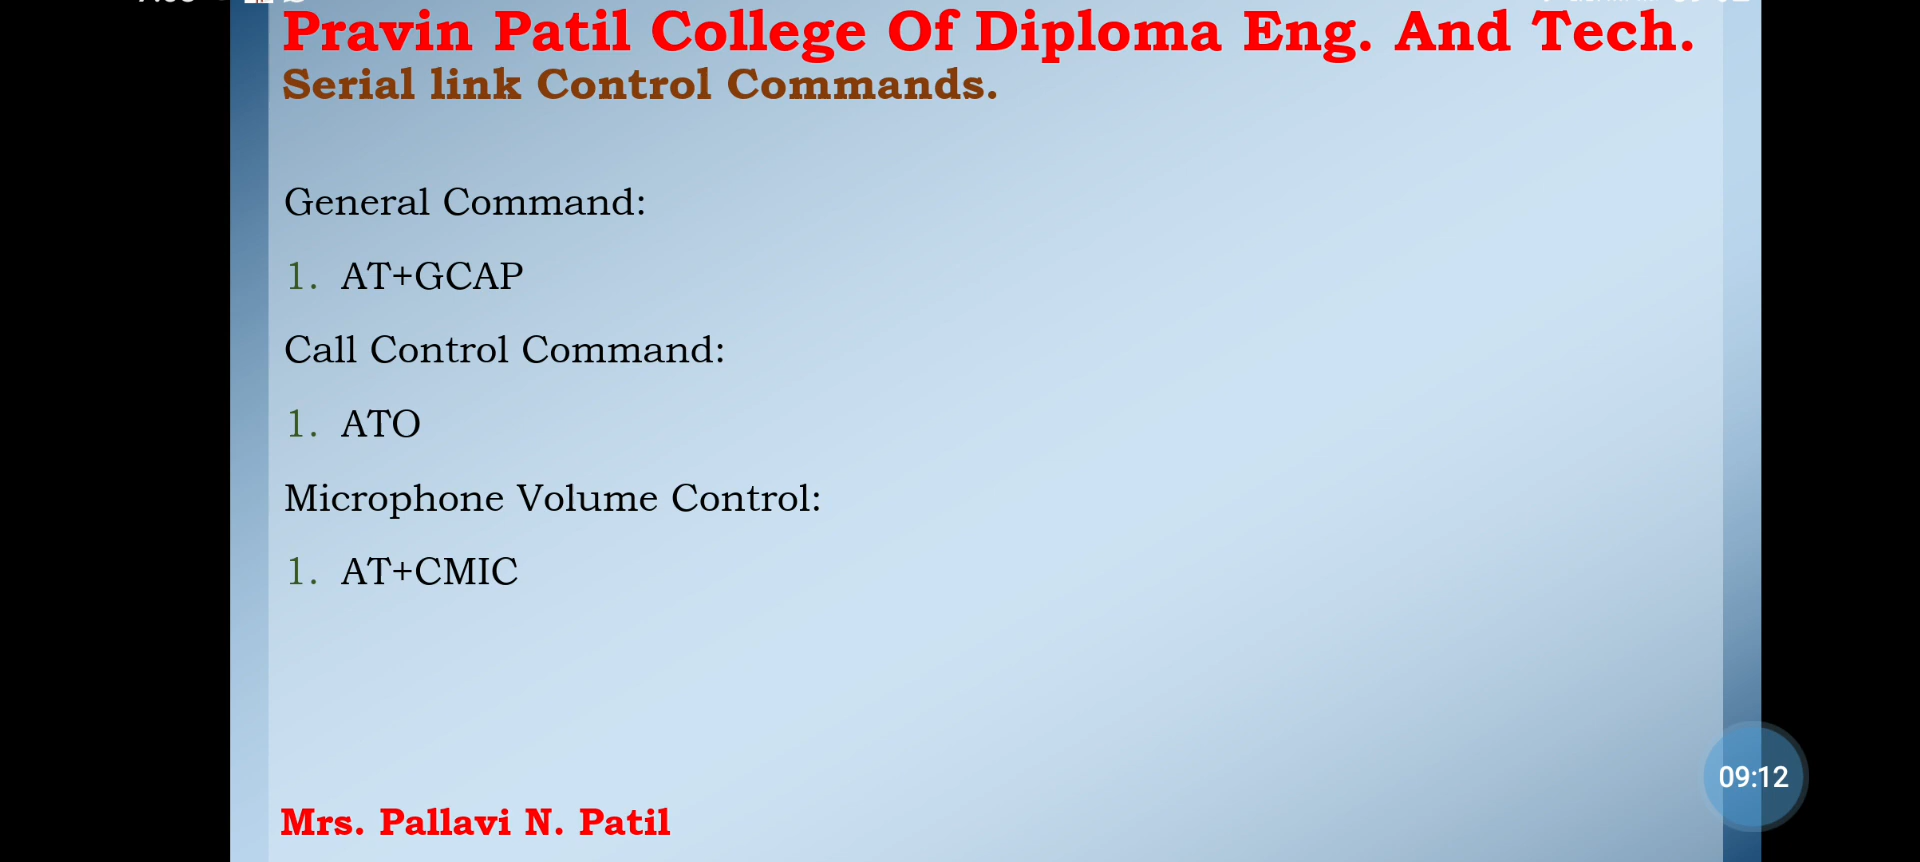 Pravin Patil College Of Diploma Eng. And Tech.
Serial link Control Commands.
General Command:
1. AT+GCAP
Call Control Command:
1. ATO
Microphone Volume Control:
1. AT+CMIC
09:12
Mrs. Pallavi N. Patil